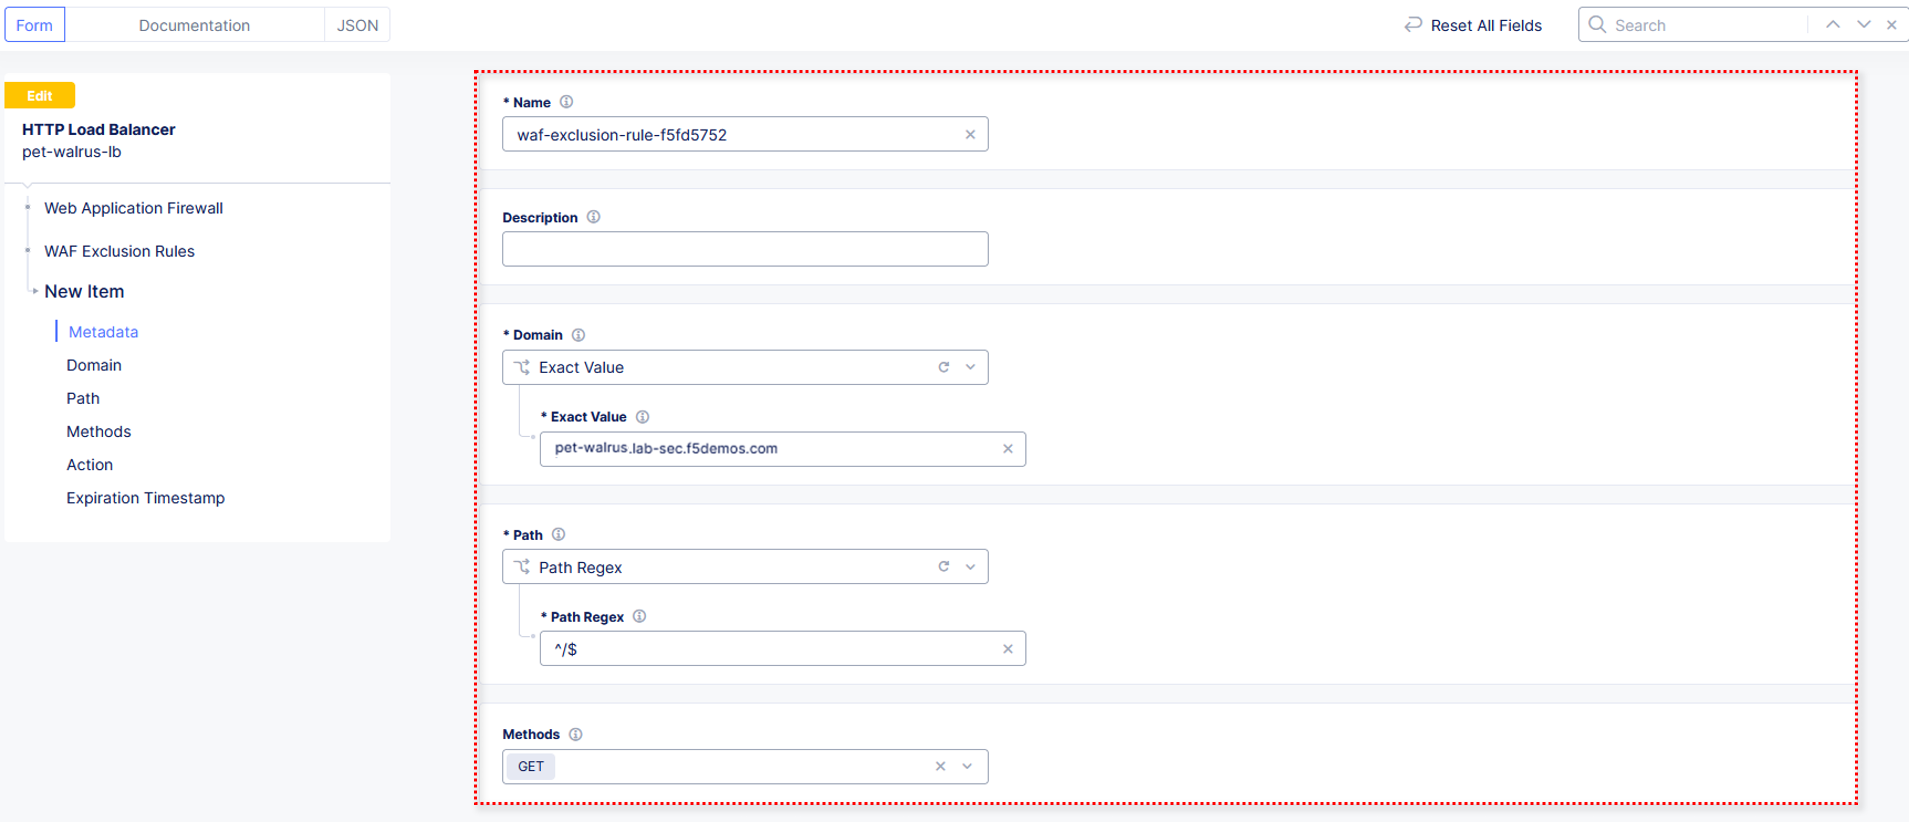 Form Documentation JSON Reset All Fields Search
Edit
HTTP Load Balancer
pet-walrus-lb
Web Application Firewall
WAF Exclusion Rules
New Item
Metadata
Domain
Path
Methods
Action
Expiration Timestamp
* Name
waf-exclusion-rule-f5fd5752
Description
* Domain
Exact Value
* Exact Value
pet-walrus.lab-sec.f5demos.com
* Path
Path Regex
* Path Regex
^/$
Methods
GET